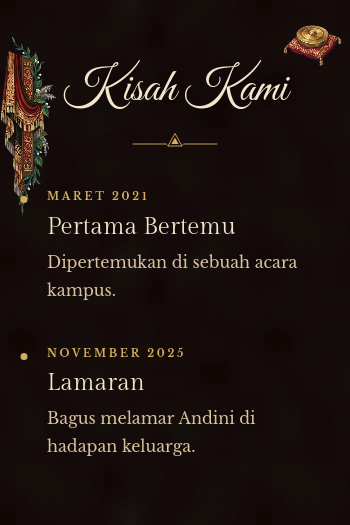 Kisah Kami
MARET 2021
Pertama Bertemu
Dipertemukan di sebuah acara
kampus.
NOVEMBER 2025
Lamaran
Bagus melamar Andini di
hadapan keluarga.